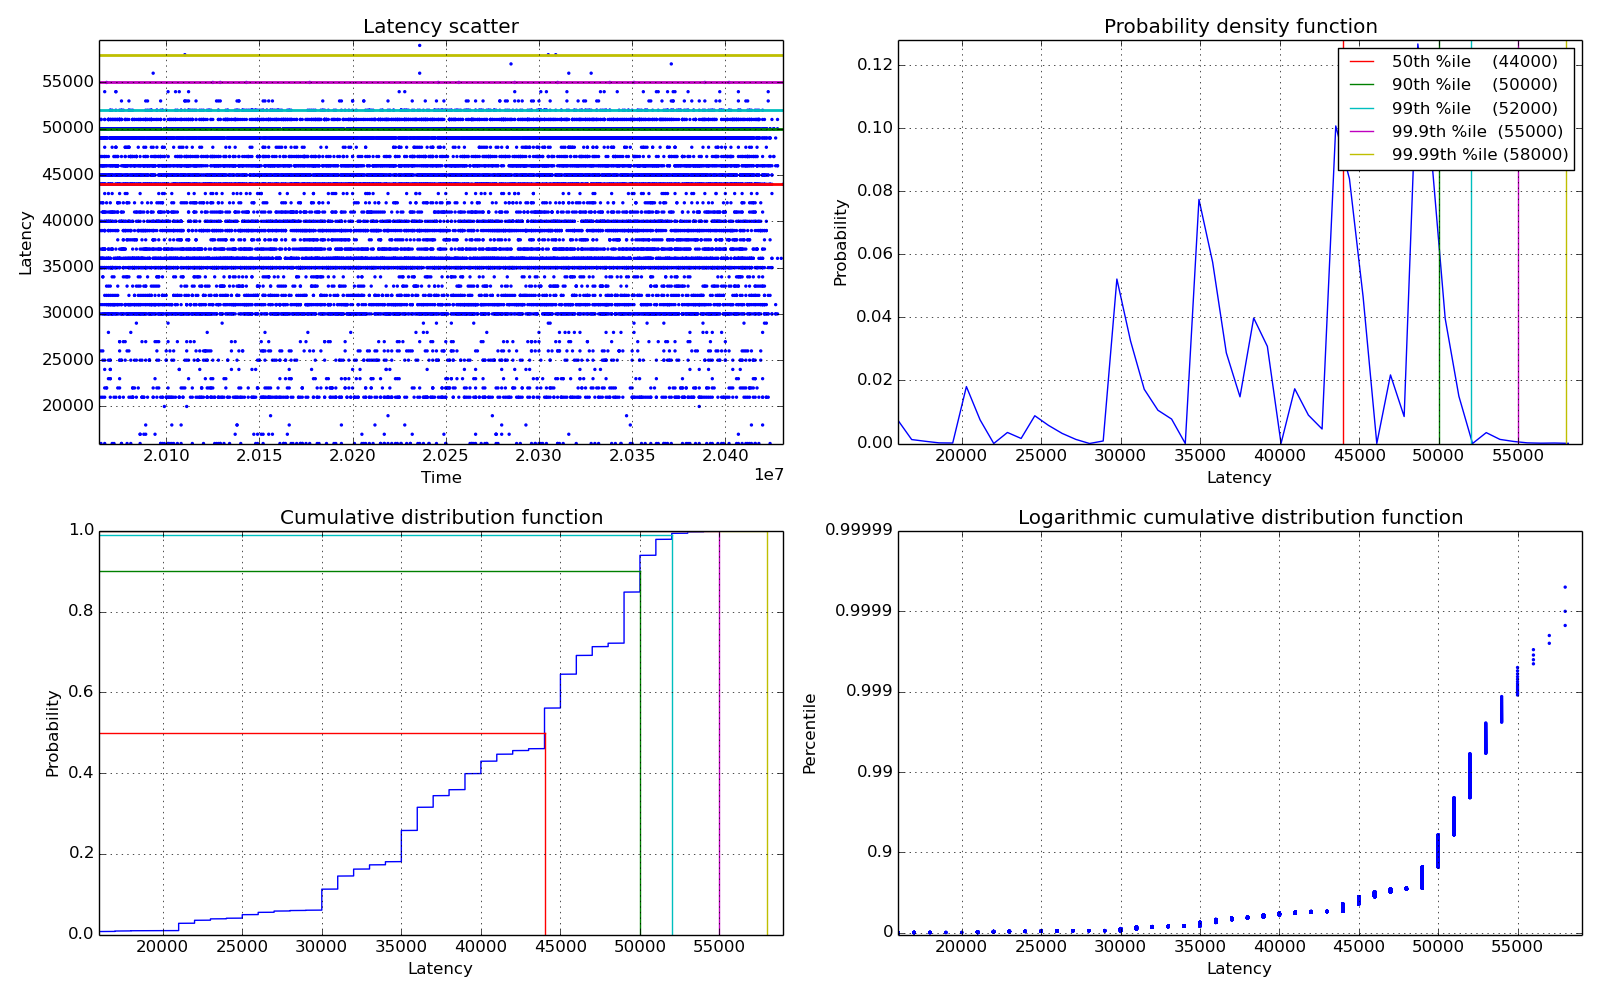 Latency scatter
55000
50000
45000
40000
35000
30000
25000
20000
Latency
2.010 2.015 2.020 2.025 2.030 2.035 2.040
1e7
Time
Probability density function
0.12
0.10
0.08
0.06
0.04
0.02
0.00
Probability
50th %ile (44000)
90th %ile (50000)
99th %ile (52000)
99.9th %ile (55000)
99.99th %ile (58000)
20000 25000 30000 35000 40000 45000 50000 55000
Latency
Cumulative distribution function
1.0
0.8
0.6
0.4
0.2
0.0
Probability
20000 25000 30000 35000 40000 45000 50000 55000
Latency
Logarithmic cumulative distribution function
0.99999
0.9999
0.999
0.99
0.9
0
Percentile
20000 25000 30000 35000 40000 45000 50000 55000
Latency